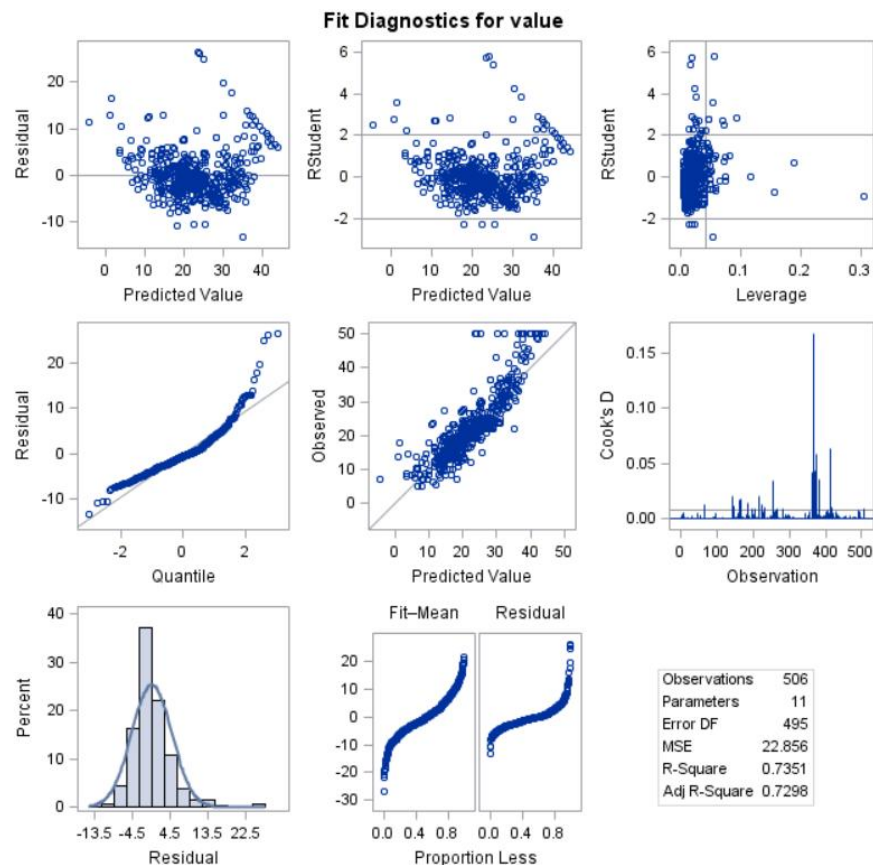 Fit Diagnostics for value
Residual
20
10
0
-10
0 10 20 30 40
Predicted Value
RStudent
6
4
2
0
-2
0 10 20 30 40
Predicted Value
RStudent
6
4
2
0
-2
0.0 0.1 0.2 0.3
Leverage
Residual
20
10
0
-10
-2 0 2
Quantile
Observed
50
40
30
20
10
0
0 10 20 30 40 50
Predicted Value
Cook's D
0.15
0.10
0.05
0.00
0 100 200 300 400 500
Observation
Percent
40
30
20
10
0
-13.5 -4.5 4.5 13.5 22.5
Residual
Fit–Mean Residual
20
10
0
-10
-20
-30
0.0 0.4 0.8 0.0 0.4 0.8
Proportion Less
Observations 506
Parameters 11
Error DF 495
MSE 22.856
R-Square 0.7351
Adj R-Square 0.7298